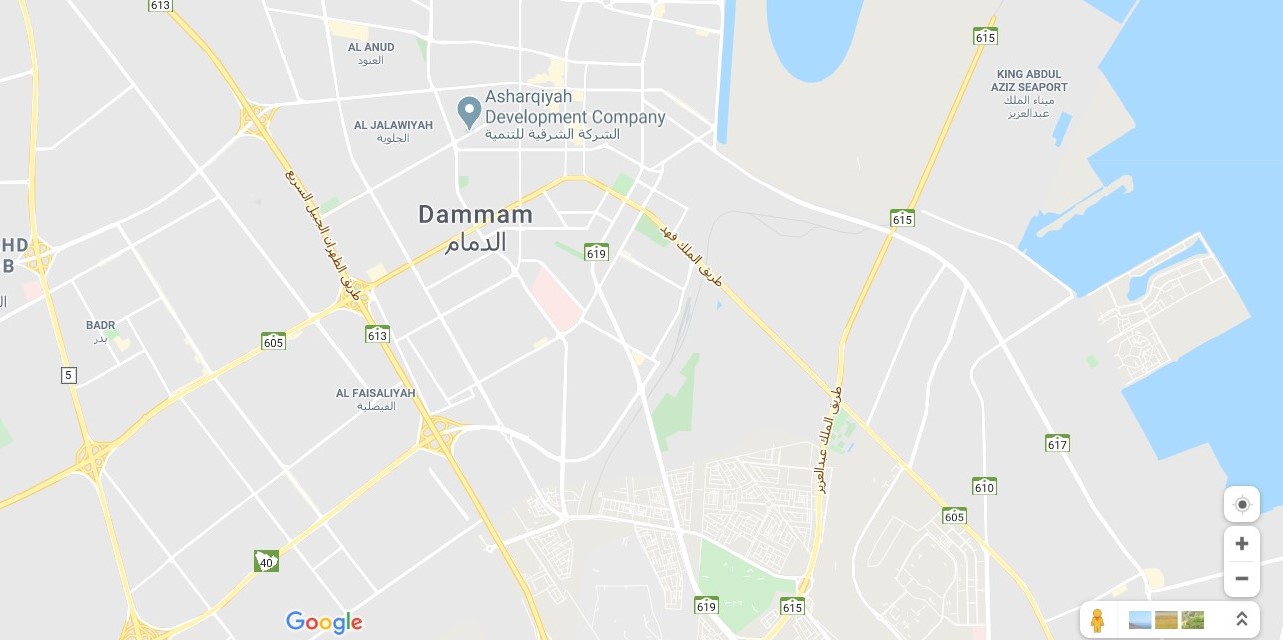 613
615
AL ANUD
العنود
KING ABDUL
AZIZ SEAPORT
ميناء الملك
عبدالعزيز
Asharqiyah
Development Company
الشركة الشرقية للتنمية
AL JALAWIYAH
الجلوية
طريق الظهران الجبيل السريع
Dammam
الدمام
615
HD
B
619
طريق الملك فهد
BADR
بدر
605
613
5
AL FAISALIYAH
الفيصلية
طريق الملك عبدالعزيز
617
610
605
40
619
615
Google